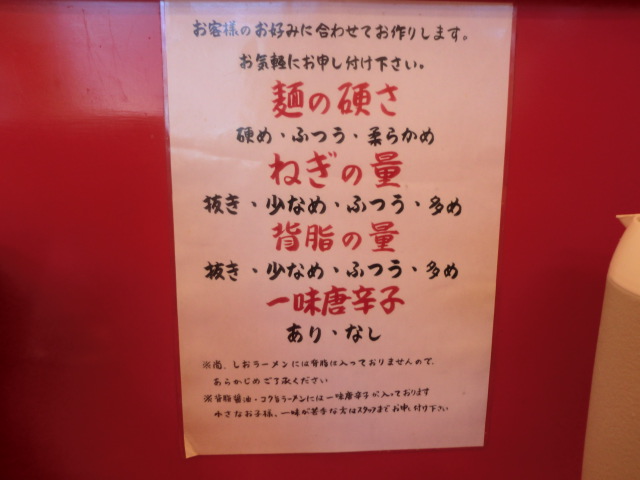 お客様のお好みに合わせてお作りします。
お気軽にお申し付け下さい。
麺の硬さ
硬め・ふつう・柔らかめ
ねぎの量
抜き・少なめ・ふつう・多め
背脂の量
抜き・少なめ・ふつう・多め
一味唐辛子
あり・なし
※尚、しおラーメンには背脂は入っておりませんので、
あらかじめご了承ください
※背脂醤油・コク旨ラーメンには一味唐辛子が入っております
小さなお子様、一味が苦手な方はスタッフまでお申し付け下さい